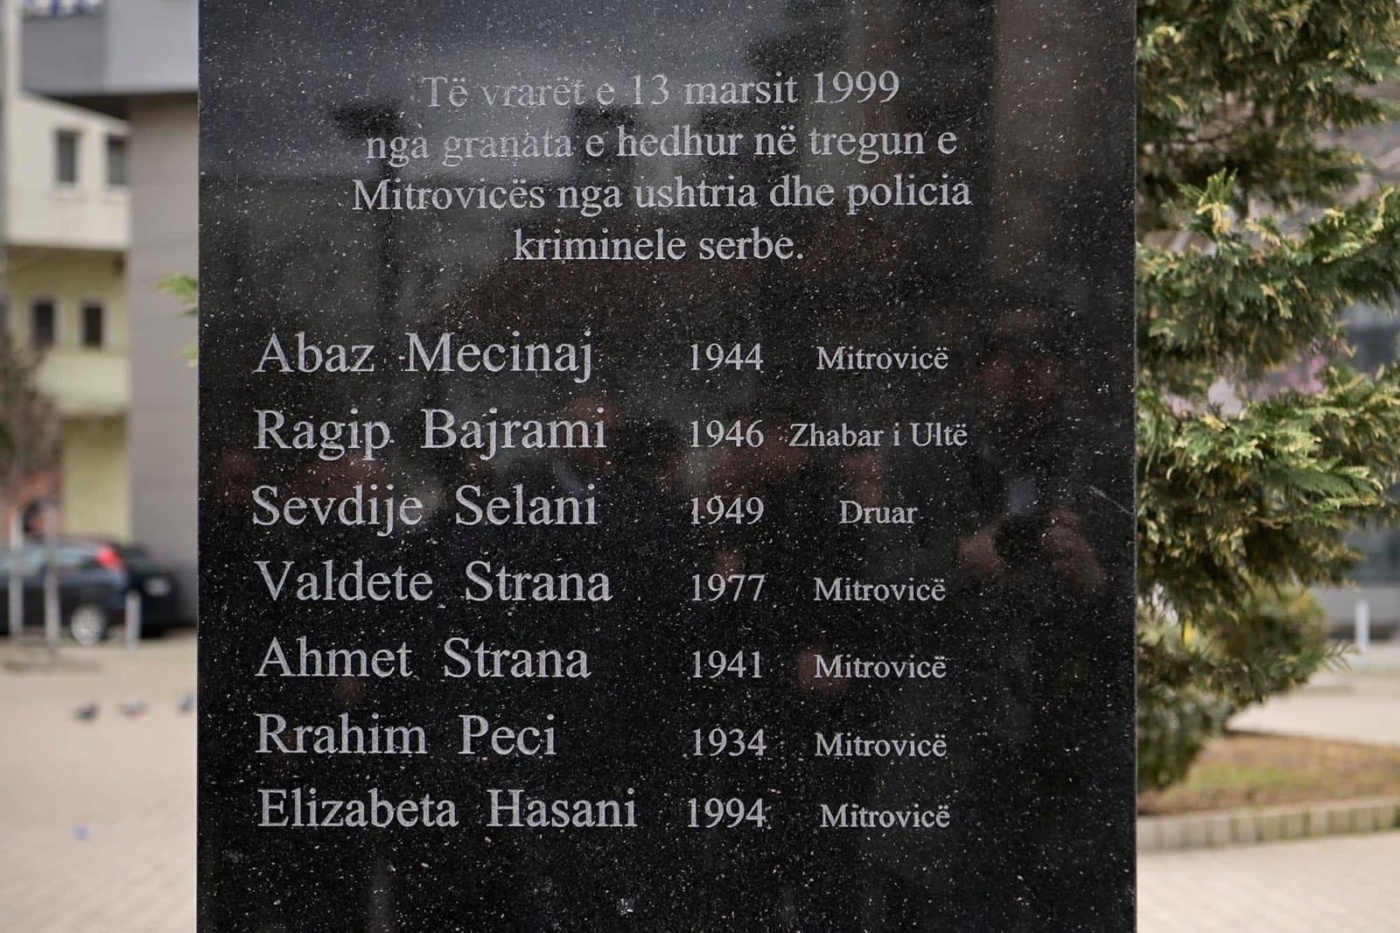 Të vrarët e 13 marsit 1999
nga granata e hedhur në tregun e
Mitrovicës nga ushtria dhe policia
kriminele serbe.
Abaz Mecinaj 1944 Mitrovicë
Ragip Bajrami 1946 Zhabar i Ultë
Sevdije Selani 1949 Druar
Valdete Strana 1977 Mitrovicë
Ahmet Strana 1941 Mitrovicë
Rrahim Peci 1934 Mitrovicë
Elizabeta Hasani 1994 Mitrovicë